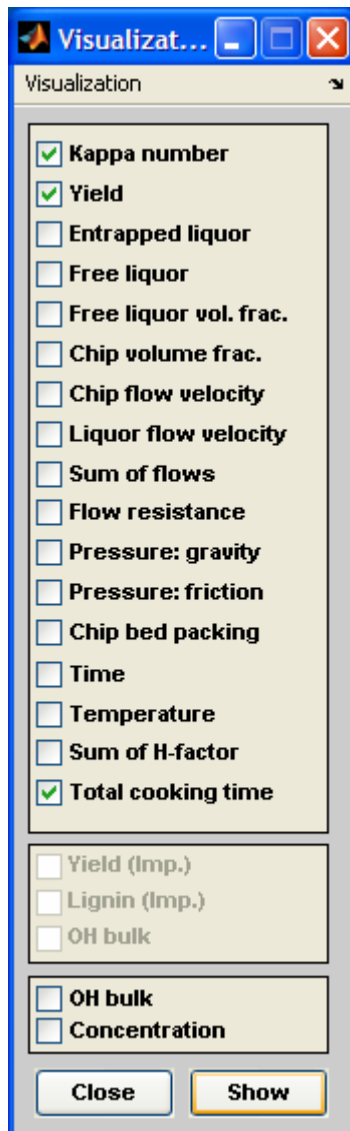 Visualizat...
Visualization
Kappa number
Yield
Entrapped liquor
Free liquor
Free liquor vol. frac.
Chip volume frac.
Chip flow velocity
Liquor flow velocity
Sum of flows
Flow resistance
Pressure: gravity
Pressure: friction
Chip bed packing
Time
Temperature
Sum of H-factor
Total cooking time
Yield (Imp.)
Lignin (Imp.)
OH bulk
OH bulk
Concentration
Close Show